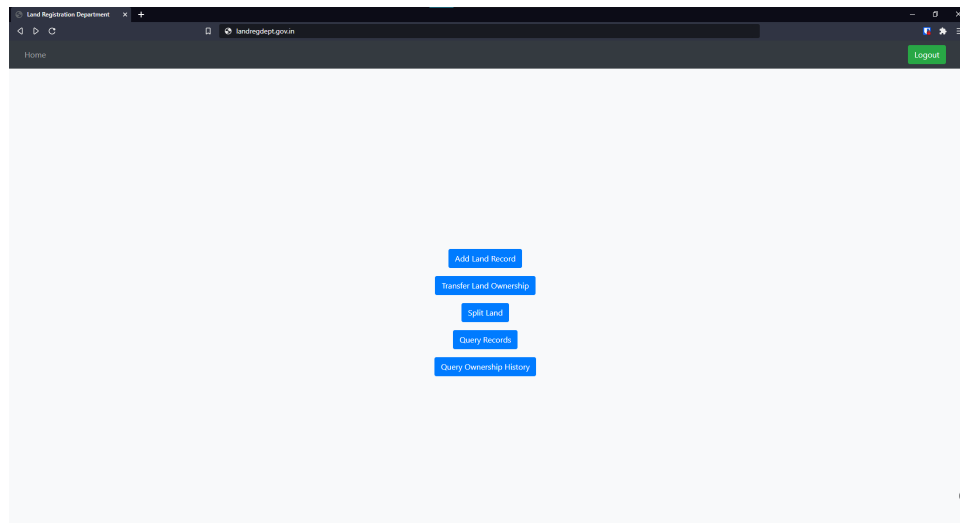 Land Registration Department
landregdept.gov.in
Home
Logout
Add Land Record
Transfer Land Ownership
Split Land
Query Records
Query Ownership History